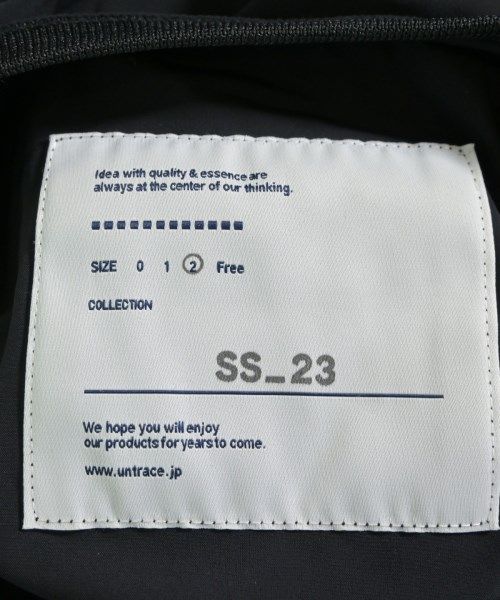 Idea with quality & essence are
always at the center of our thinking.
SIZE 0 1 2 Free
COLLECTION
SS_23
We hope you will enjoy
our products for years to come.
www.untrace.jp